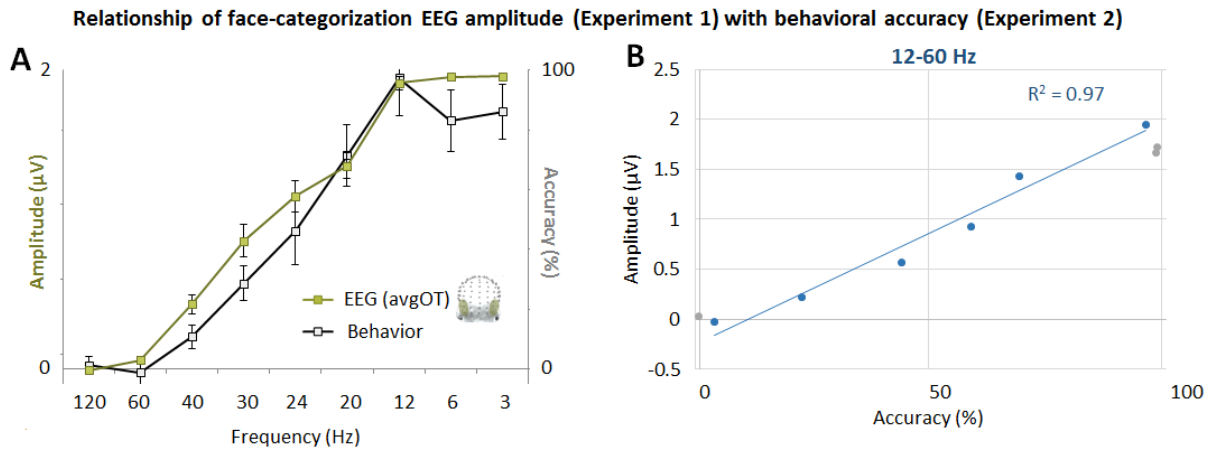 Relationship of face-categorization EEG amplitude (Experiment 1) with behavioral accuracy (Experiment 2)
A
2
0
Amplitude (µV)
100
0
Accuracy (%)
EEG (avgOT)
Behavior
120 60 40 30 24 20 12 6 3
Frequency (Hz)
B
12-60 Hz
R² = 0.97
2.5
2
1.5
1
0.5
0
-0.5
Amplitude (µV)
0 50 100
Accuracy (%)